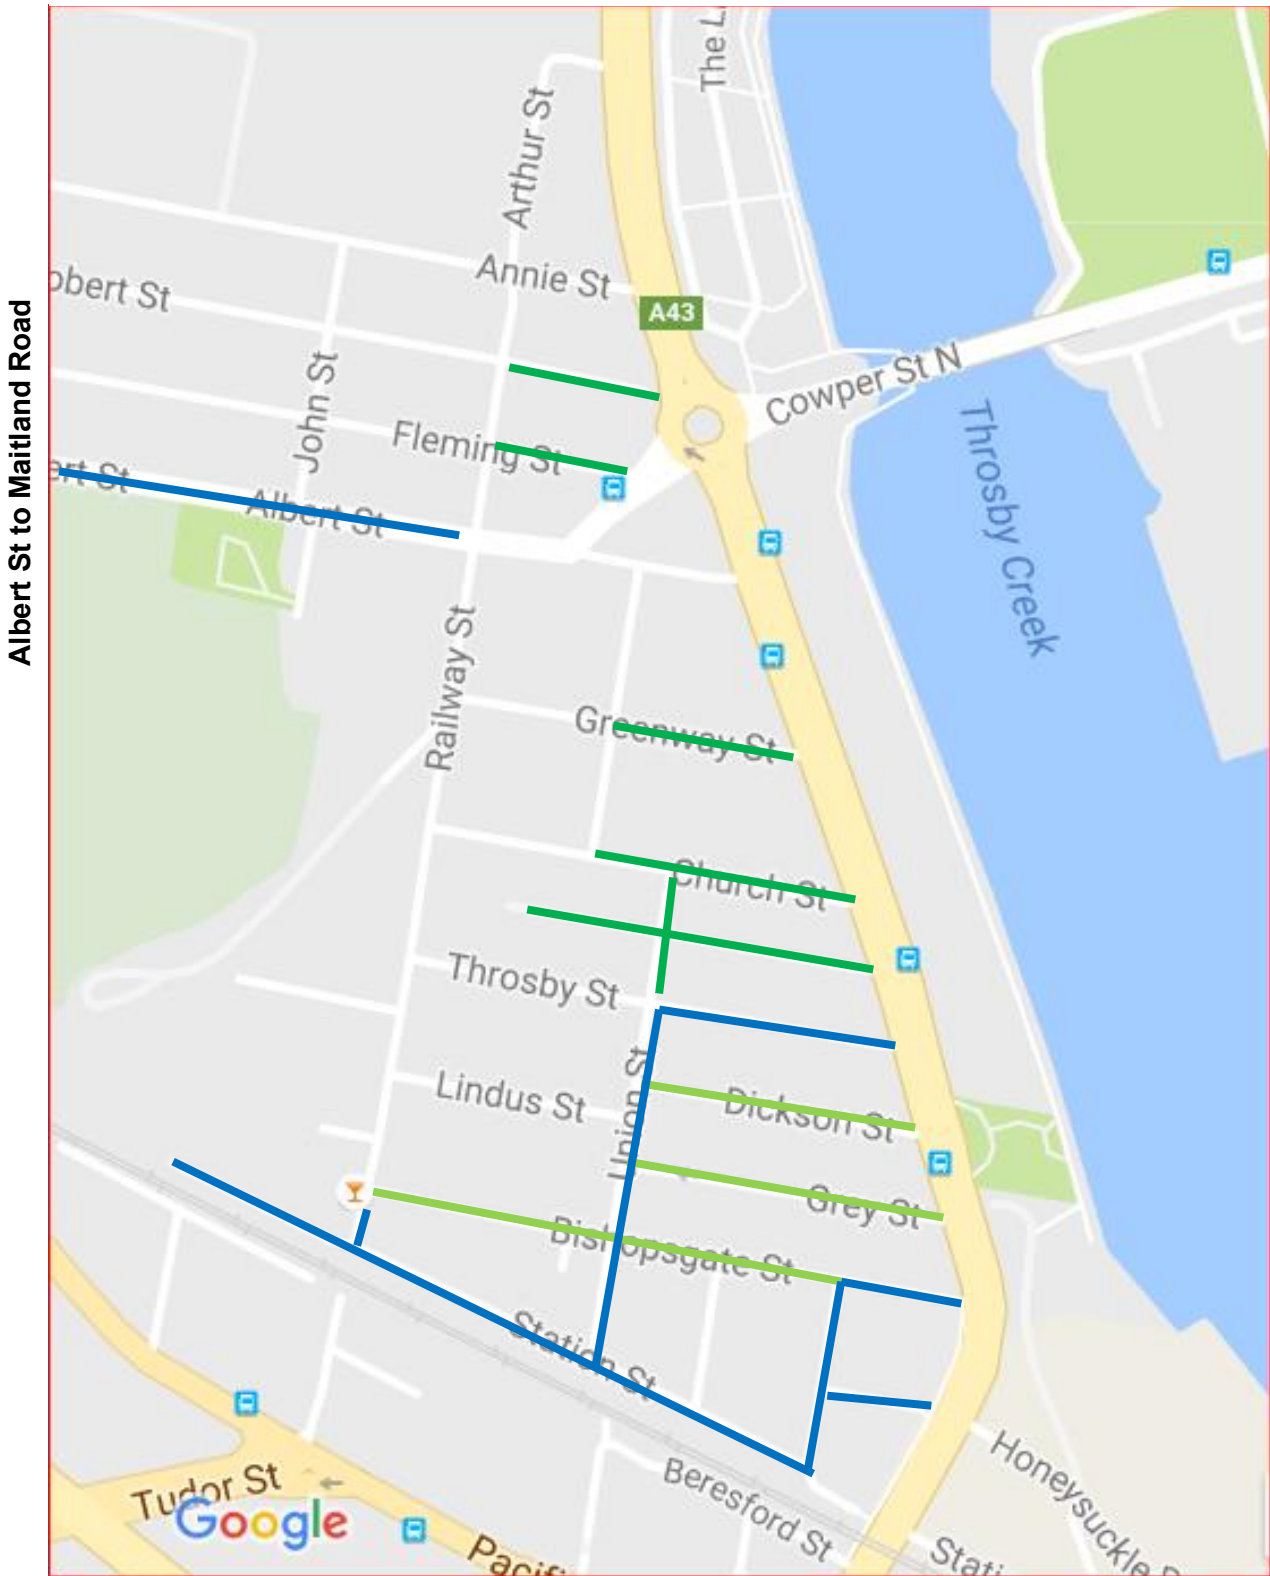 Albert St to Maitland Road
The L
Arthur St
Annie St
obert St
A43
John St
Cowper St N
Fleming St
ert St
Albert St
Throsby Creek
Railway St
Greenway St
Church St
Throsby St
Union St
Lindus St
Dickson St
Grey St
Bishopsgate St
Station St
Honeysuckle D
Beresford St
Tudor St
Google
Pacifi
Stati